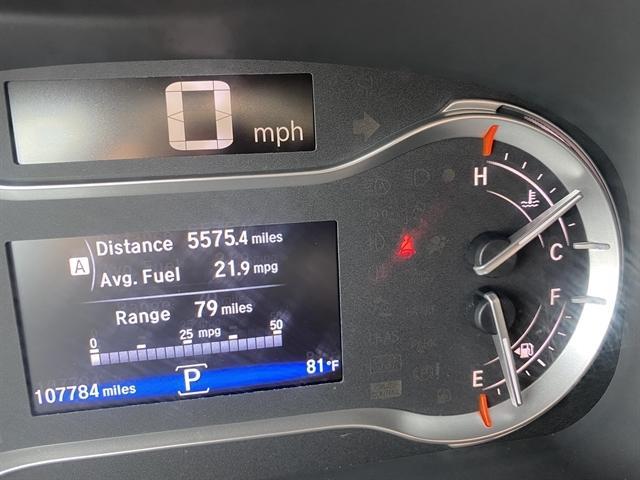 0 mph
H
C
F
E
A
Distance 5575.4 miles
Avg. Fuel 21.9 mpg
Range 79 miles
0 25 mpg 50
107784 miles P 81°F